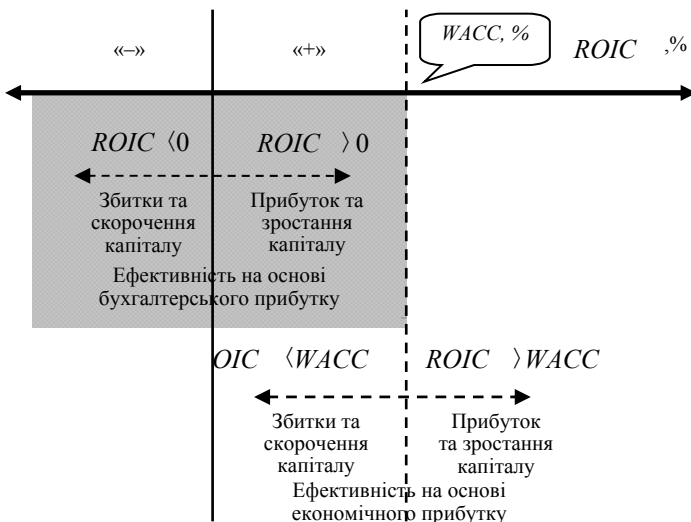 «–» «+» WACC, % ROIC ,%
ROIC 〈0 ROIC 〉0
Збитки та
скорочення
капіталу
Прибуток та
зростання
капіталу
Ефективність на основі
бухгалтерського прибутку
OIC 〈WACC ROIC 〉WACC
Збитки та
скорочення
капіталу
Прибуток
та зростання
капіталу
Ефективність на основі
економічного прибутку